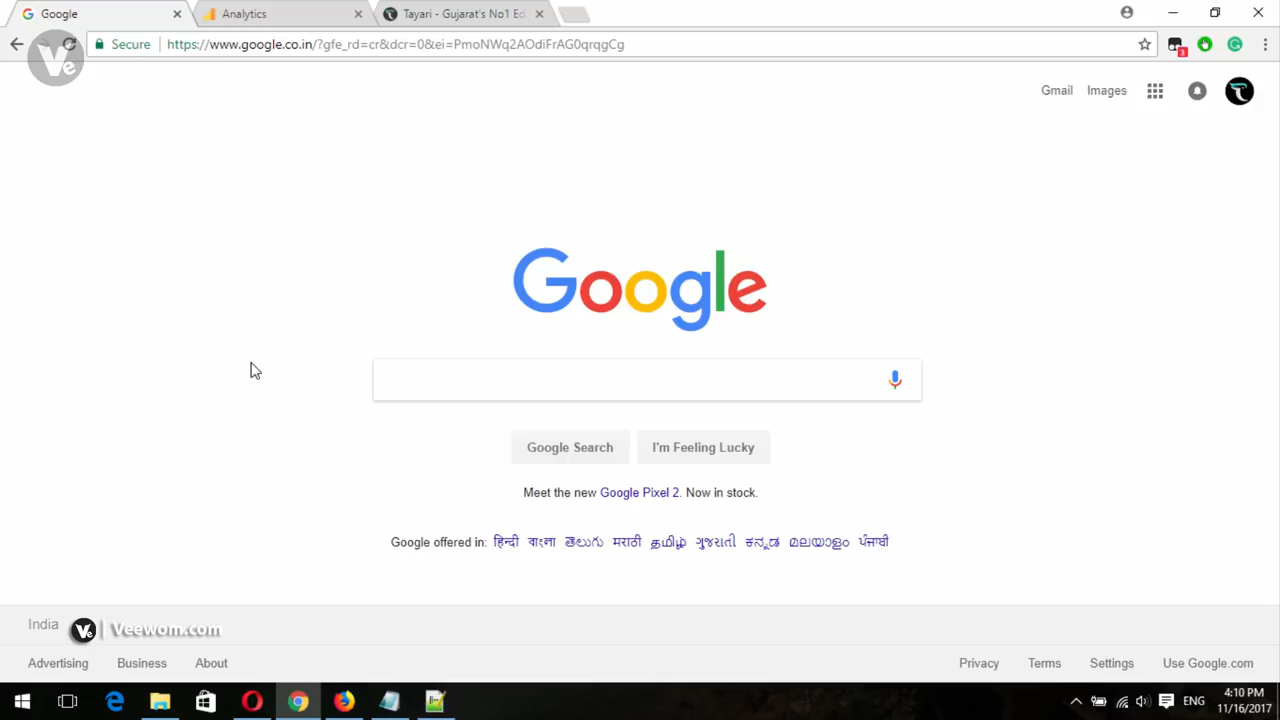 Google
Analytics
Tayari - Gujarat's No1 Ed
Secure
https://www.google.co.in/?gfe_rd=cr&dcr=0&ei=PmoNWq2AOdiFrAG0qrqgCg
Ve
3
Gmail Images
Google
Google Search I'm Feeling Lucky
Meet the new Google Pixel 2. Now in stock.
Google offered in: हिन्दी বাংলা తెలుగు मराठी தமிழ் ગુજરાતી ಕನ್ನಡ മലയാളം ਪੰਜਾਬੀ
India
Ve | Veewom.com
Advertising Business About Privacy Terms Settings Use Google.com
ENG
4:10 PM
11/16/2017